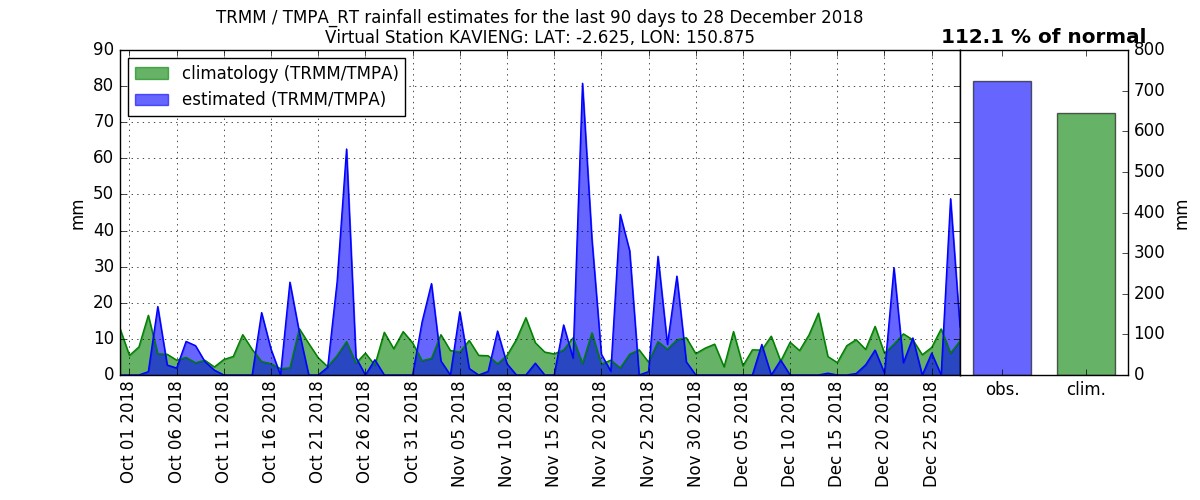 TRMM / TMPA_RT rainfall estimates for the last 90 days to 28 December 2018
Virtual Station KAVIENG: LAT: -2.625, LON: 150.875
112.1 % of normal
climatology (TRMM/TMPA)
estimated (TRMM/TMPA)
mm
90
80
70
60
50
40
30
20
10
0
Oct 01 2018
Oct 06 2018
Oct 11 2018
Oct 16 2018
Oct 21 2018
Oct 26 2018
Oct 31 2018
Nov 05 2018
Nov 10 2018
Nov 15 2018
Nov 20 2018
Nov 25 2018
Nov 30 2018
Dec 05 2018
Dec 10 2018
Dec 15 2018
Dec 20 2018
Dec 25 2018
obs.
clim.
800
700
600
500
400
300
200
100
0
mm